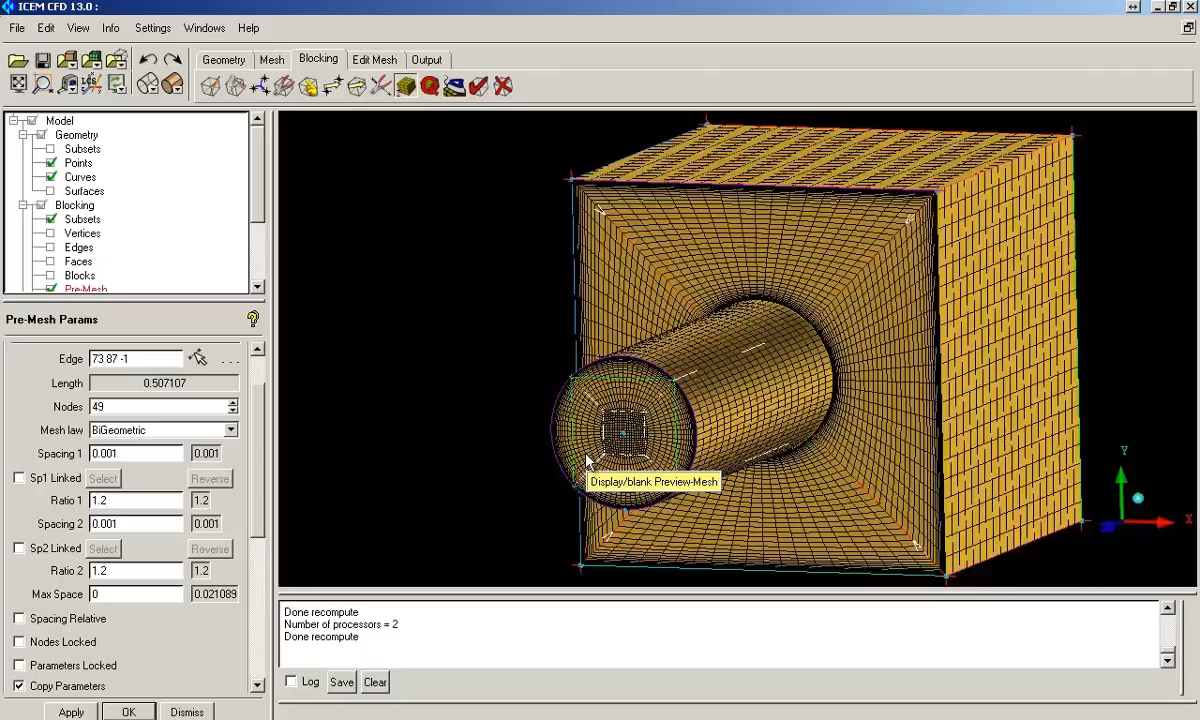 ICEM CFD 13.0 :
File Edit View Info Settings Windows Help
Geometry Mesh Blocking Edit Mesh Output
Model
Geometry
Subsets
Points
Curves
Surfaces
Blocking
Subsets
Vertices
Edges
Faces
Blocks
Pre-Mesh
Pre-Mesh Params
Edge 73 87 -1 . . .
Length 0.507107
Nodes 49
Mesh law BiGeometric
Spacing 1 0.001 0.001
Sp1 Linked Select Reverse
Ratio 1 1.2 1.2
Spacing 2 0.001 0.001
Sp2 Linked Select Reverse
Ratio 2 1.2 1.2
Max Space 0 0.021089
Spacing Relative
Nodes Locked
Parameters Locked
Copy Parameters
Apply OK Dismiss
Display/blank Preview-Mesh
Y
X
Done recompute
Number of processors = 2
Done recompute
Log Save Clear